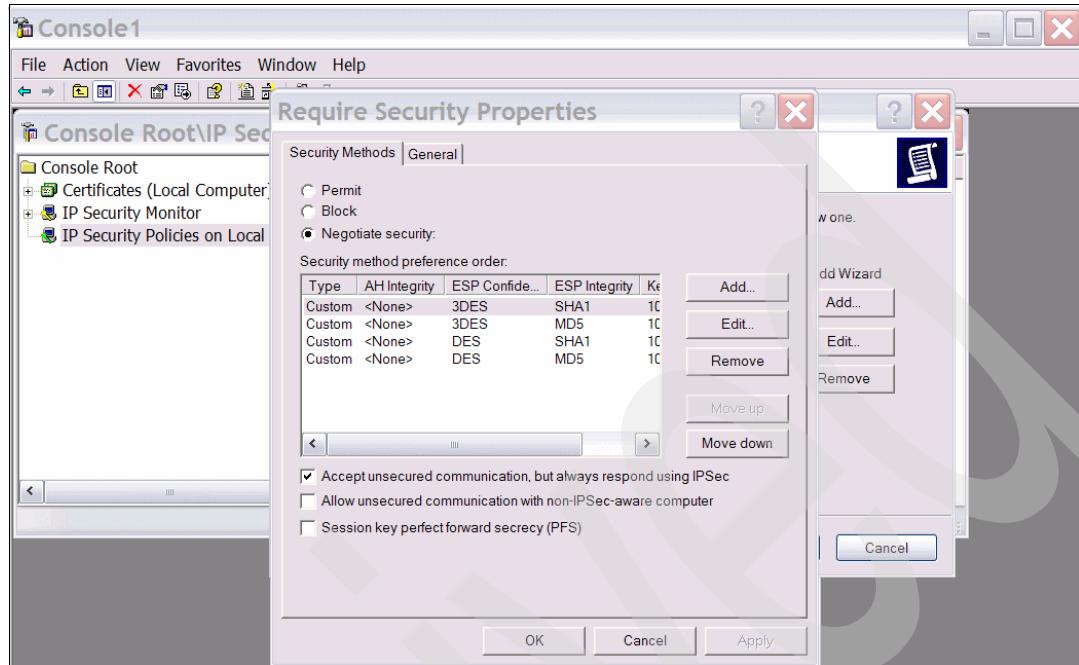 Console1
File Action View Favorites Window Help
Console Root\IP Sec
Console Root
Certificates (Local Computer)
IP Security Monitor
IP Security Policies on Local
Require Security Properties
Security Methods
General
Permit
Block
Negotiate security:
Security method preference order:
Type AH Integrity ESP Confide... ESP Integrity Ke
Custom <None> 3DES SHA1 10
Custom <None> 3DES MD5 10
Custom <None> DES SHA1 10
Custom <None> DES MD5 10
Add...
Edit...
Remove
Move up
Move down
Accept unsecured communication, but always respond using IPSec
Allow unsecured communication with non-IPSec-aware computer
Session key perfect forward secrecy (PFS)
OK Cancel Apply
w one.
dd Wizard
Add...
Edit...
Remove
Cancel